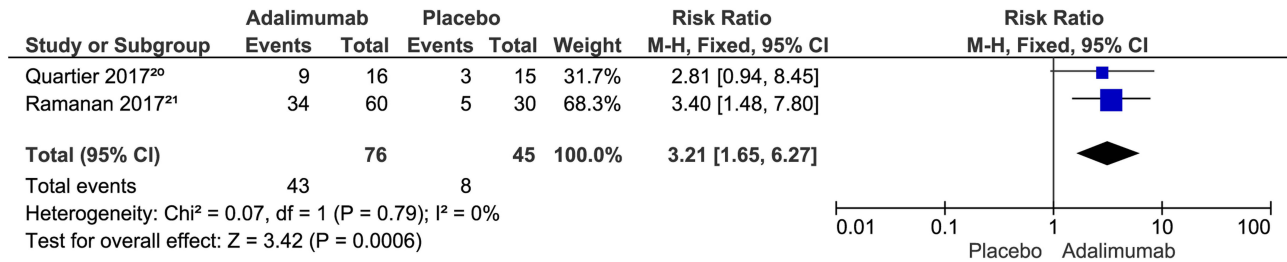 Adalimumab Placebo Risk Ratio Risk Ratio
Study or Subgroup Events Total Events Total Weight M-H, Fixed, 95% CI M-H, Fixed, 95% CI
Quartier 2017²⁰ 9 16 3 15 31.7% 2.81 [0.94, 8.45]
Ramanan 2017²¹ 34 60 5 30 68.3% 3.40 [1.48, 7.80]
Total (95% CI) 76 45 100.0% 3.21 [1.65, 6.27]
Total events 43 8
Heterogeneity: Chi² = 0.07, df = 1 (P = 0.79); I² = 0%
Test for overall effect: Z = 3.42 (P = 0.0006)
0.01 0.1 1 10 100
Placebo Adalimumab